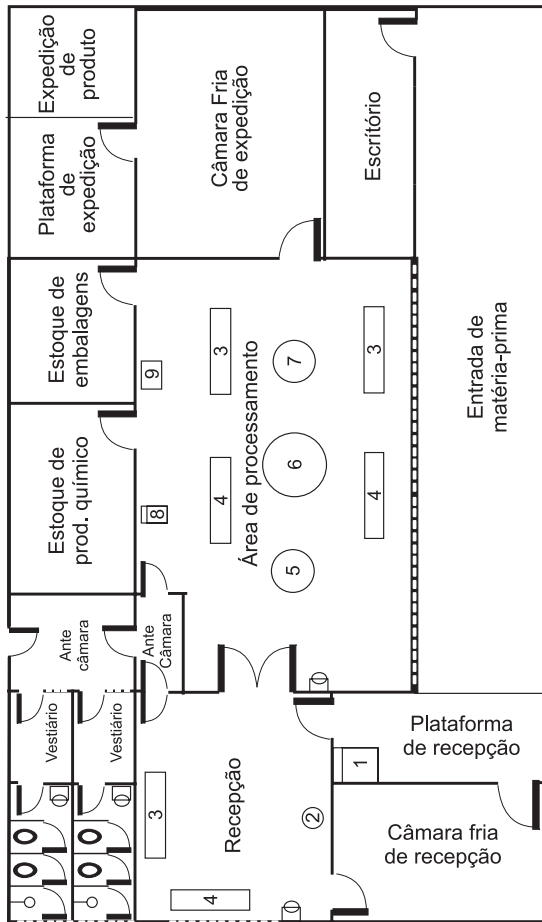 Vestiário
Vestiário
Ante
câmara
Estoque de
prod. químico
Estoque de
embalagens
Plataforma
de
expedição
Expedição
de
produto
Ante
Câmara
8
9
4
3
Recepção
2
3
4
3
Área de processamento
5
6
7
4
3
Câmara Fria
de expedição
Escrítório
1
Câmara fria
de recepção
Plataforma
de recepção
Entrada de
matéria-prima